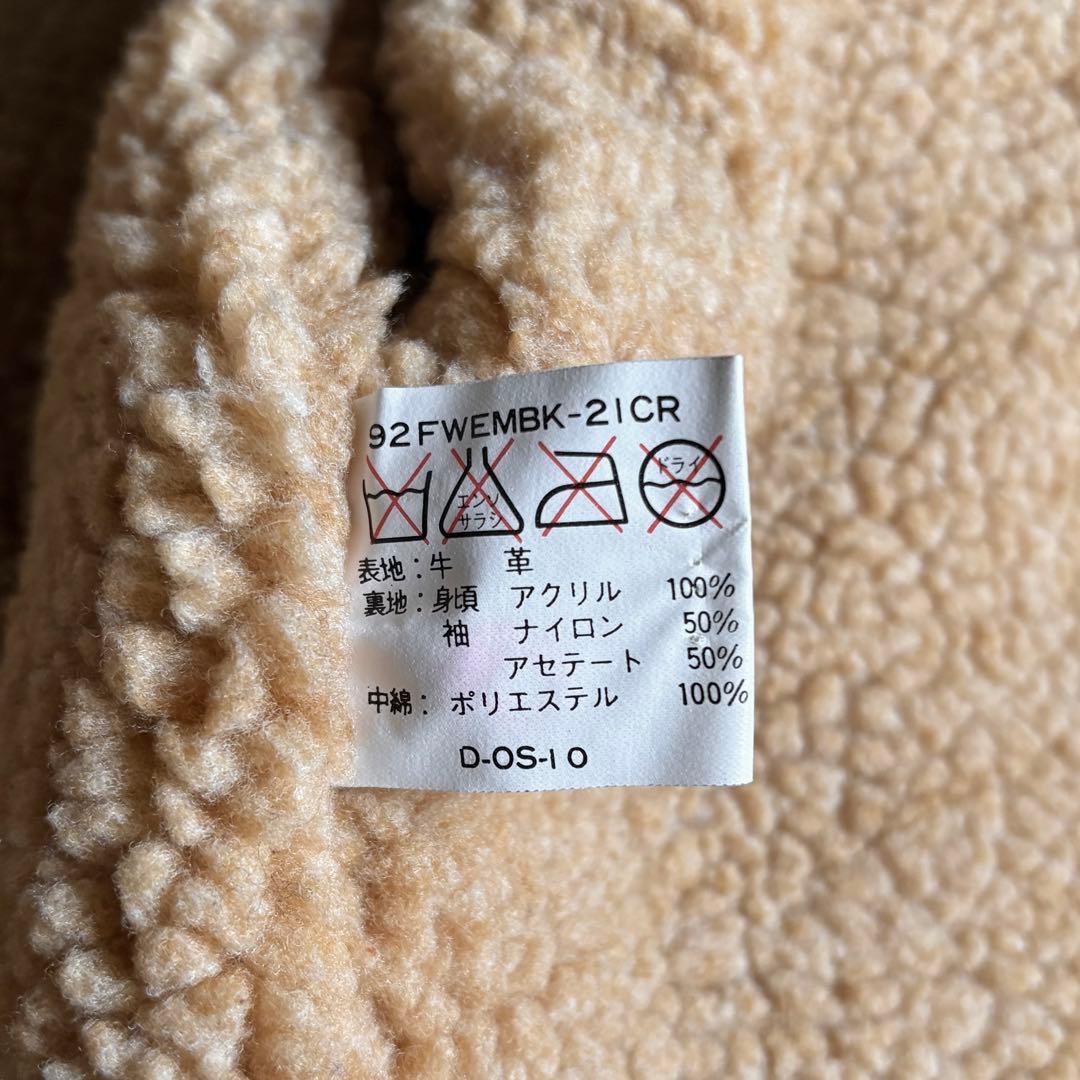 92FWEMBK-21CR
エンソ
サラシ
ドライ
表地:牛 革
裏地:身頃 アクリル 100%
袖 ナイロン 50%
アセテート 50%
中綿: ポリエステル 100%
D-OS-10